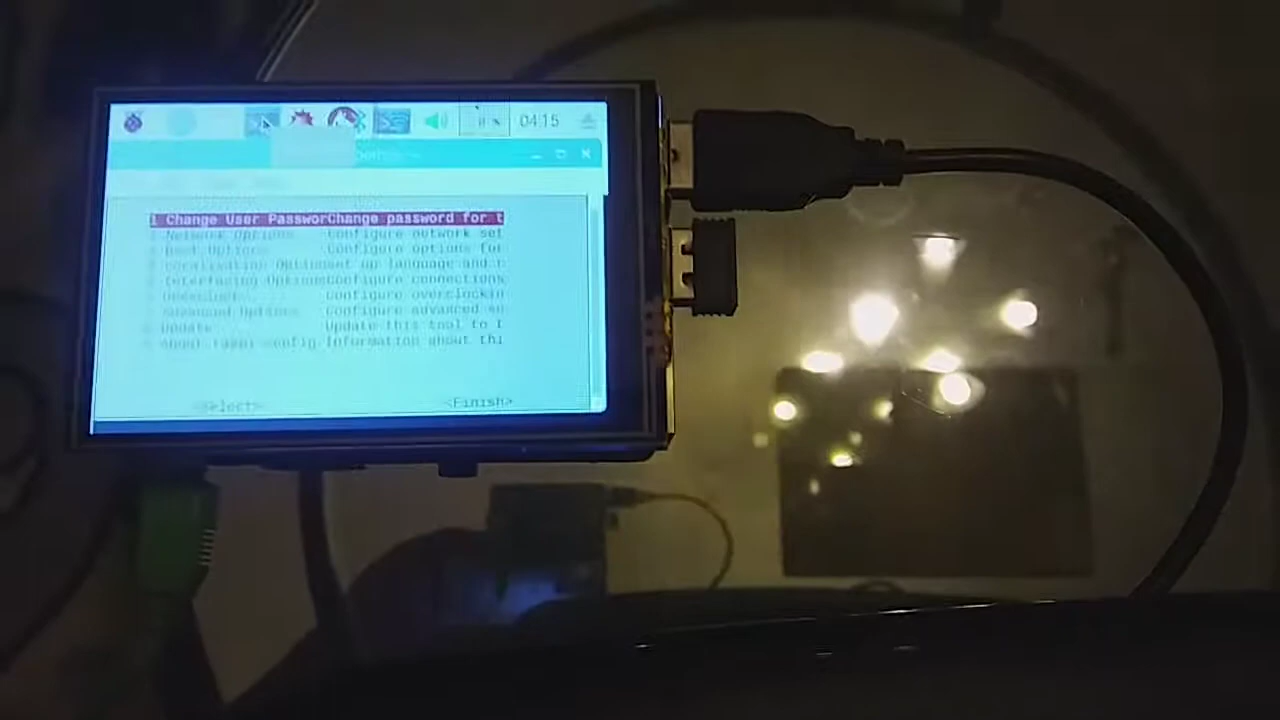 04:15
1 Change User PassworChange password for t
Network Options Configure network set
Boot Options Configure options for
Localisation OptionsSet up language and r
Interfacing OptionsConfigure connections
Overclock Configure overclockin
Advanced Options Configure advanced se
Update Update this tool to t
About raspi-config Information about thi
<Select> <Finish>